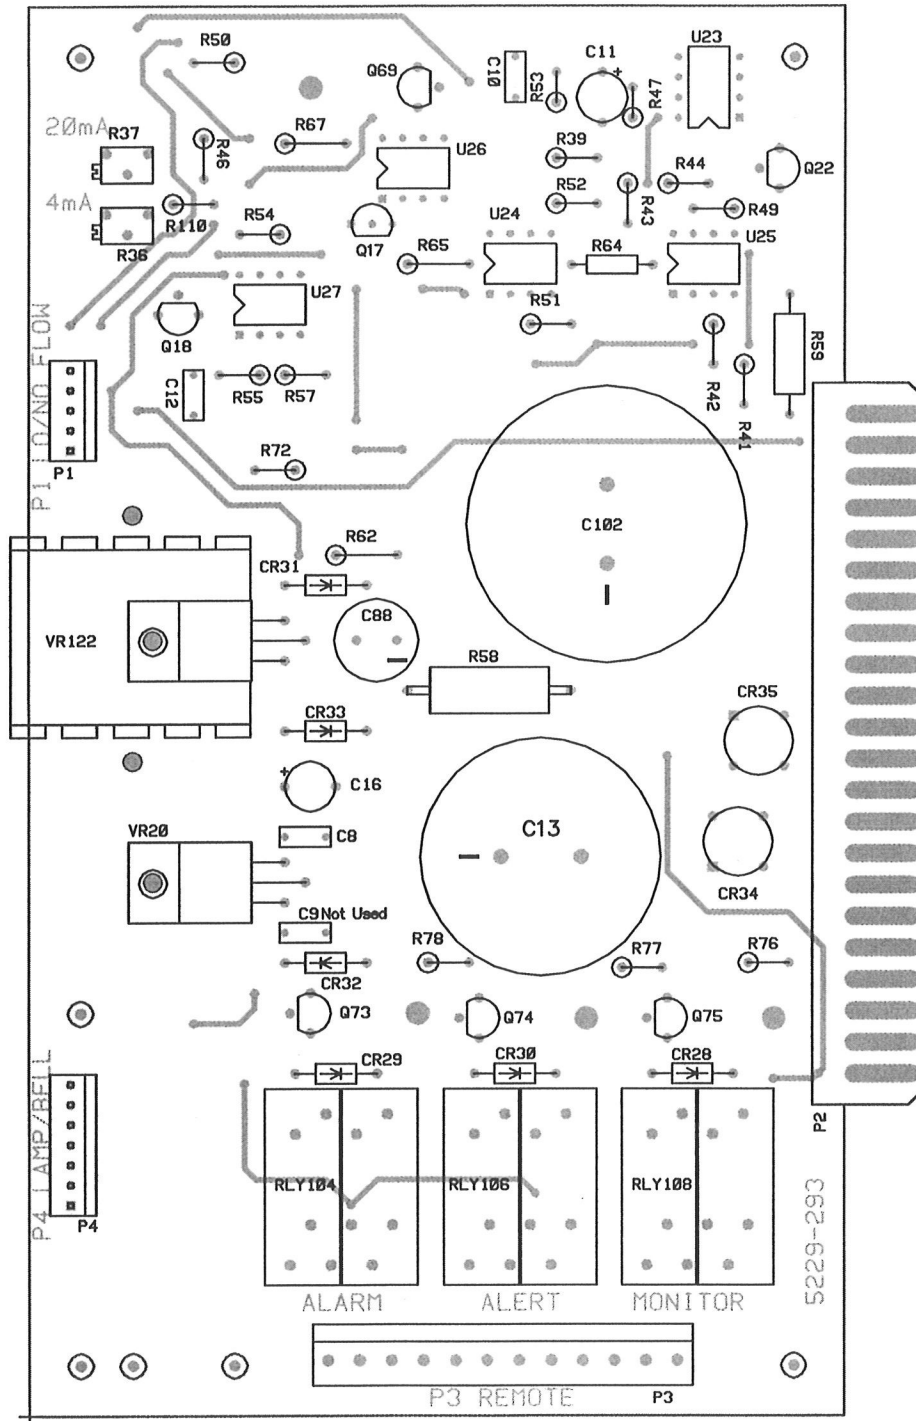 R50
Q69
C10
R53
C11
+
R47
U23
20mA
R37
R46
R67
U26
R39
R44
Q22
4mA
R36
R110
R54
Q17
R52
R43
R49
R65
U24
R64
U25
P1 LO/NO FLOW
U27
Q18
R51
R59
C12
R55
R57
R42
R41
P1
R72
C102
R62
CR31
VR122
C88
R58
CR33
CR35
+
C16
VR20
C8
C13
CR34
C9 Not Used
R78
R77
R76
CR32
Q73
Q74
Q75
CR29
CR30
CR28
P2
P4 LAMP/BELL
RLY104
RLY106
RLY108
P4
5229-293
ALARM
ALERT
MONITOR
P3 REMOTE
P3